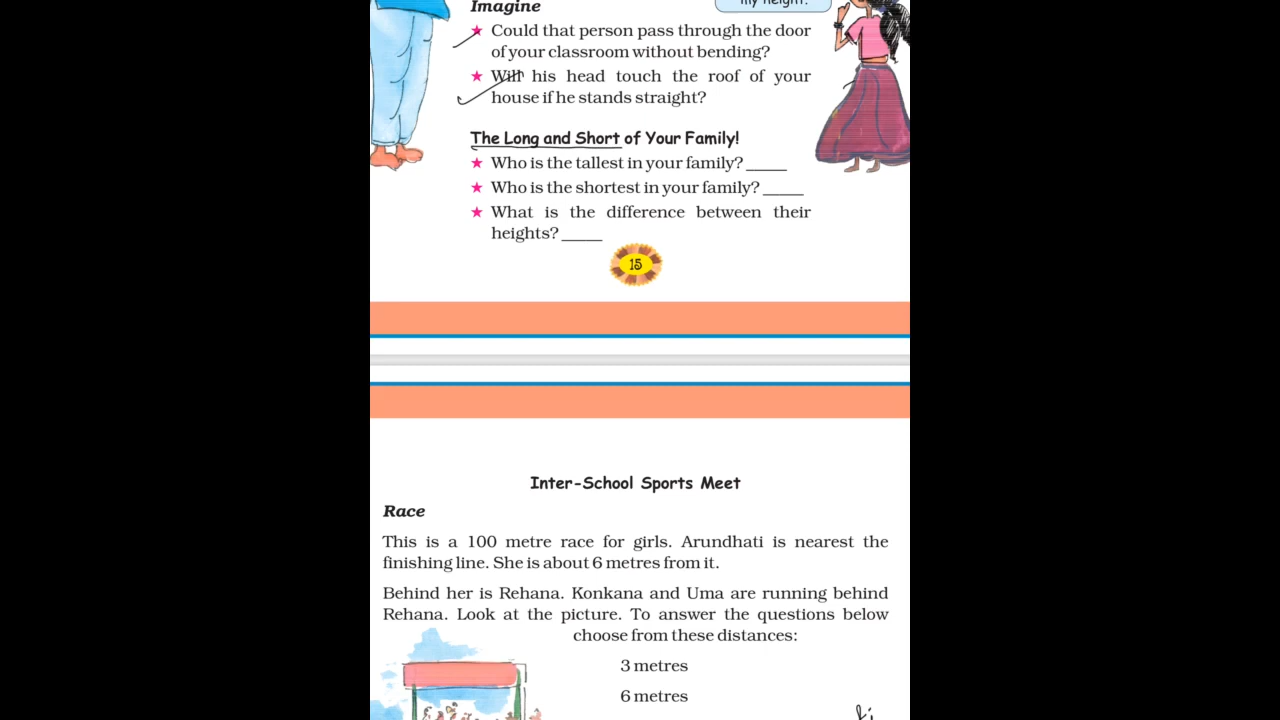 my height.
Imagine
★ Could that person pass through the door
of your classroom without bending?
★ Will his head touch the roof of your
house if he stands straight?
The Long and Short of Your Family!
★ Who is the tallest in your family? _____
★ Who is the shortest in your family? _____
★ What is the difference between their
heights? _____
15
Inter-School Sports Meet
Race
This is a 100 metre race for girls. Arundhati is nearest the
finishing line. She is about 6 metres from it.
Behind her is Rehana. Konkana and Uma are running behind
Rehana. Look at the picture. To answer the questions below
choose from these distances:
3 metres
6 metres